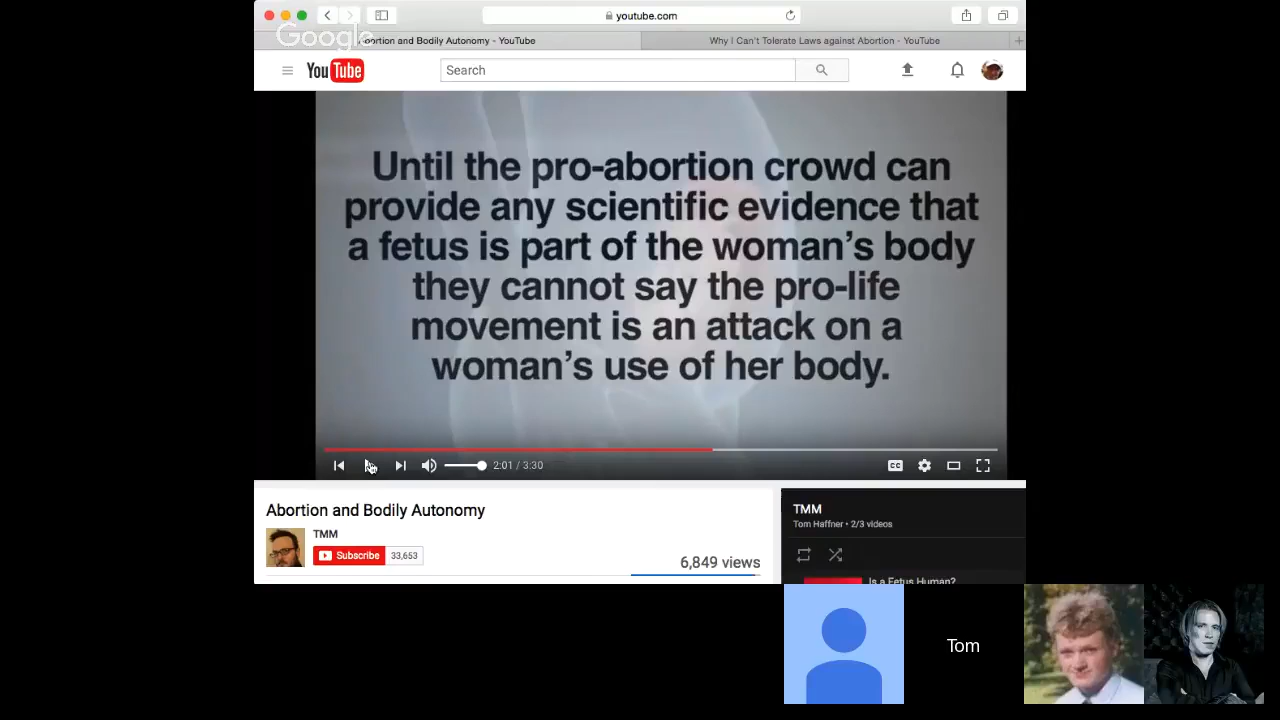 youtube.com
Google
bortion and Bodily Autonomy - YouTube
Why I Can't Tolerate Laws against Abortion - YouTube
YouTube
Search
Until the pro-abortion crowd can
provide any scientific evidence that
a fetus is part of the woman's body
they cannot say the pro-life
movement is an attack on a
woman's use of her body.
2:01 / 3:30
CC
Abortion and Bodily Autonomy
TMM
Subscribe 33,653
6,849 views
TMM
Tom Haffner • 2/3 videos
Is a Fetus Human?
Tom